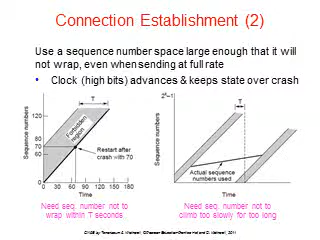 Connection Establishment (2)
Use a sequence number space large enough that it will
not wrap, even when sending at full rate
• Clock (high bits) advances & keeps state over crash
T
Sequence numbers
120
80
70
60
0
Forbidden region
Restart after
crash with 70
0 30 60 90 120 150 180
Time
Need seq. number not to
wrap within T seconds
Sequence numbers
T
Actual sequence
numbers used
Time
Need seq. number not to
climb too slowly for too long